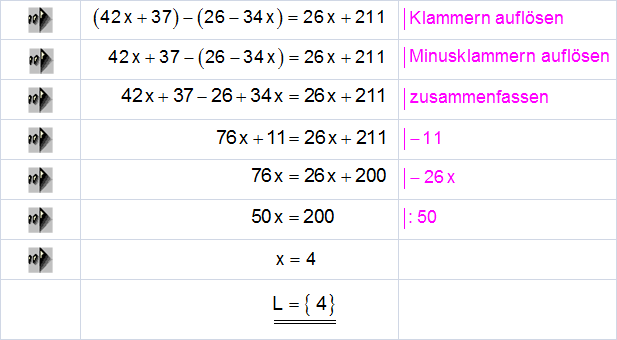 (42x + 37) − (26 − 34x) = 26x + 211 | Klammern auflösen
42x + 37 − (26 − 34x) = 26x + 211 | Minusklammern auflösen
42x + 37 − 26 + 34x = 26x + 211 | zusammenfassen
76x + 11 = 26x + 211 | − 11
76x = 26x + 200 | − 26x
50x = 200 | : 50
x = 4
L = { 4}